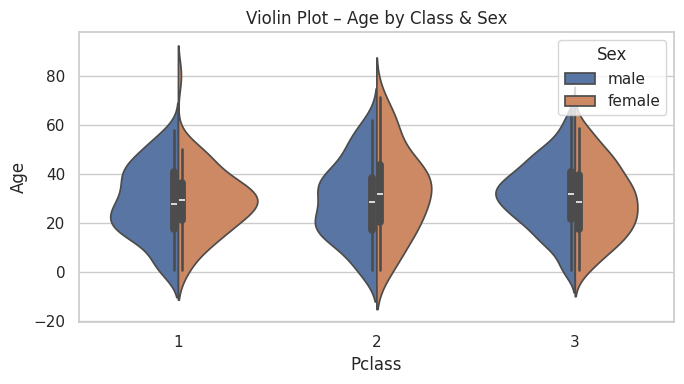 Violin Plot – Age by Class & Sex
Sex
male
female
80
60
40
20
0
−20
Age
1 2 3
Pclass